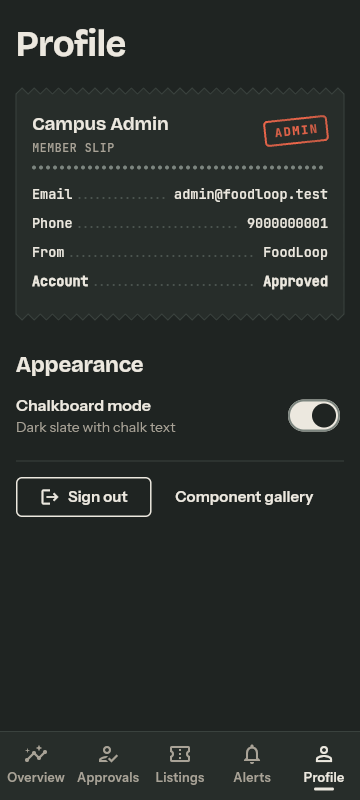 Profile
Campus Admin
ADMIN
MEMBER SLIP
Email admin@foodloop.test
Phone 9000000001
From FoodLoop
Account Approved
Appearance
Chalkboard mode
Dark slate with chalk text
Sign out Component gallery
Overview Approvals Listings Alerts Profile